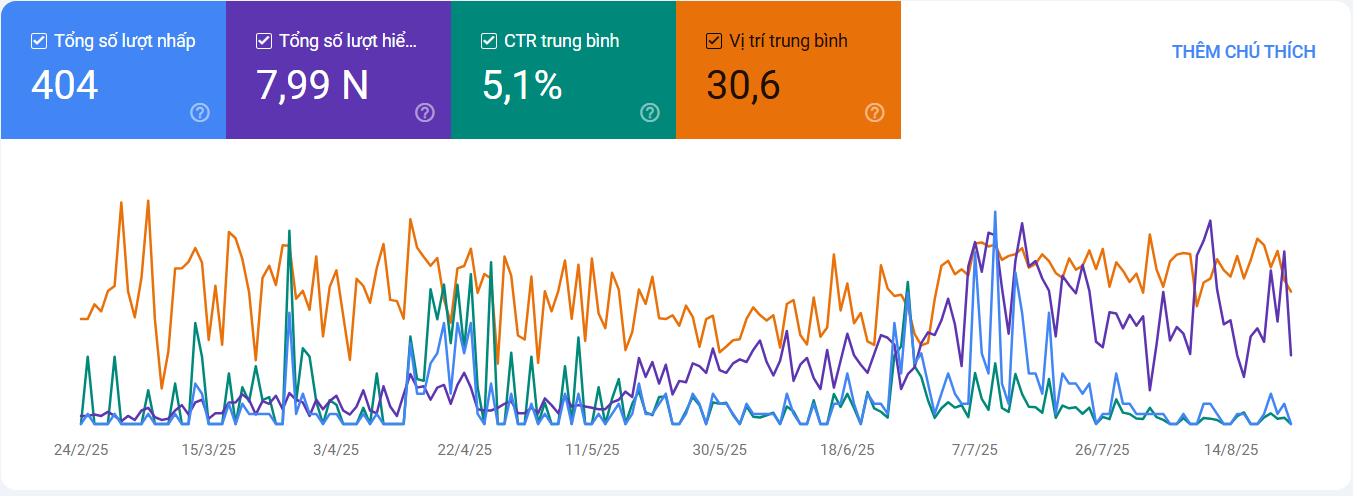 Tổng số lượt nhấp
404
Tổng số lượt hiể...
7,99 N
CTR trung bình
5,1%
Vị trí trung bình
30,6
THÊM CHÚ THÍCH
24/2/25 15/3/25 3/4/25 22/4/25 11/5/25 30/5/25 18/6/25 7/7/25 26/7/25 14/8/25